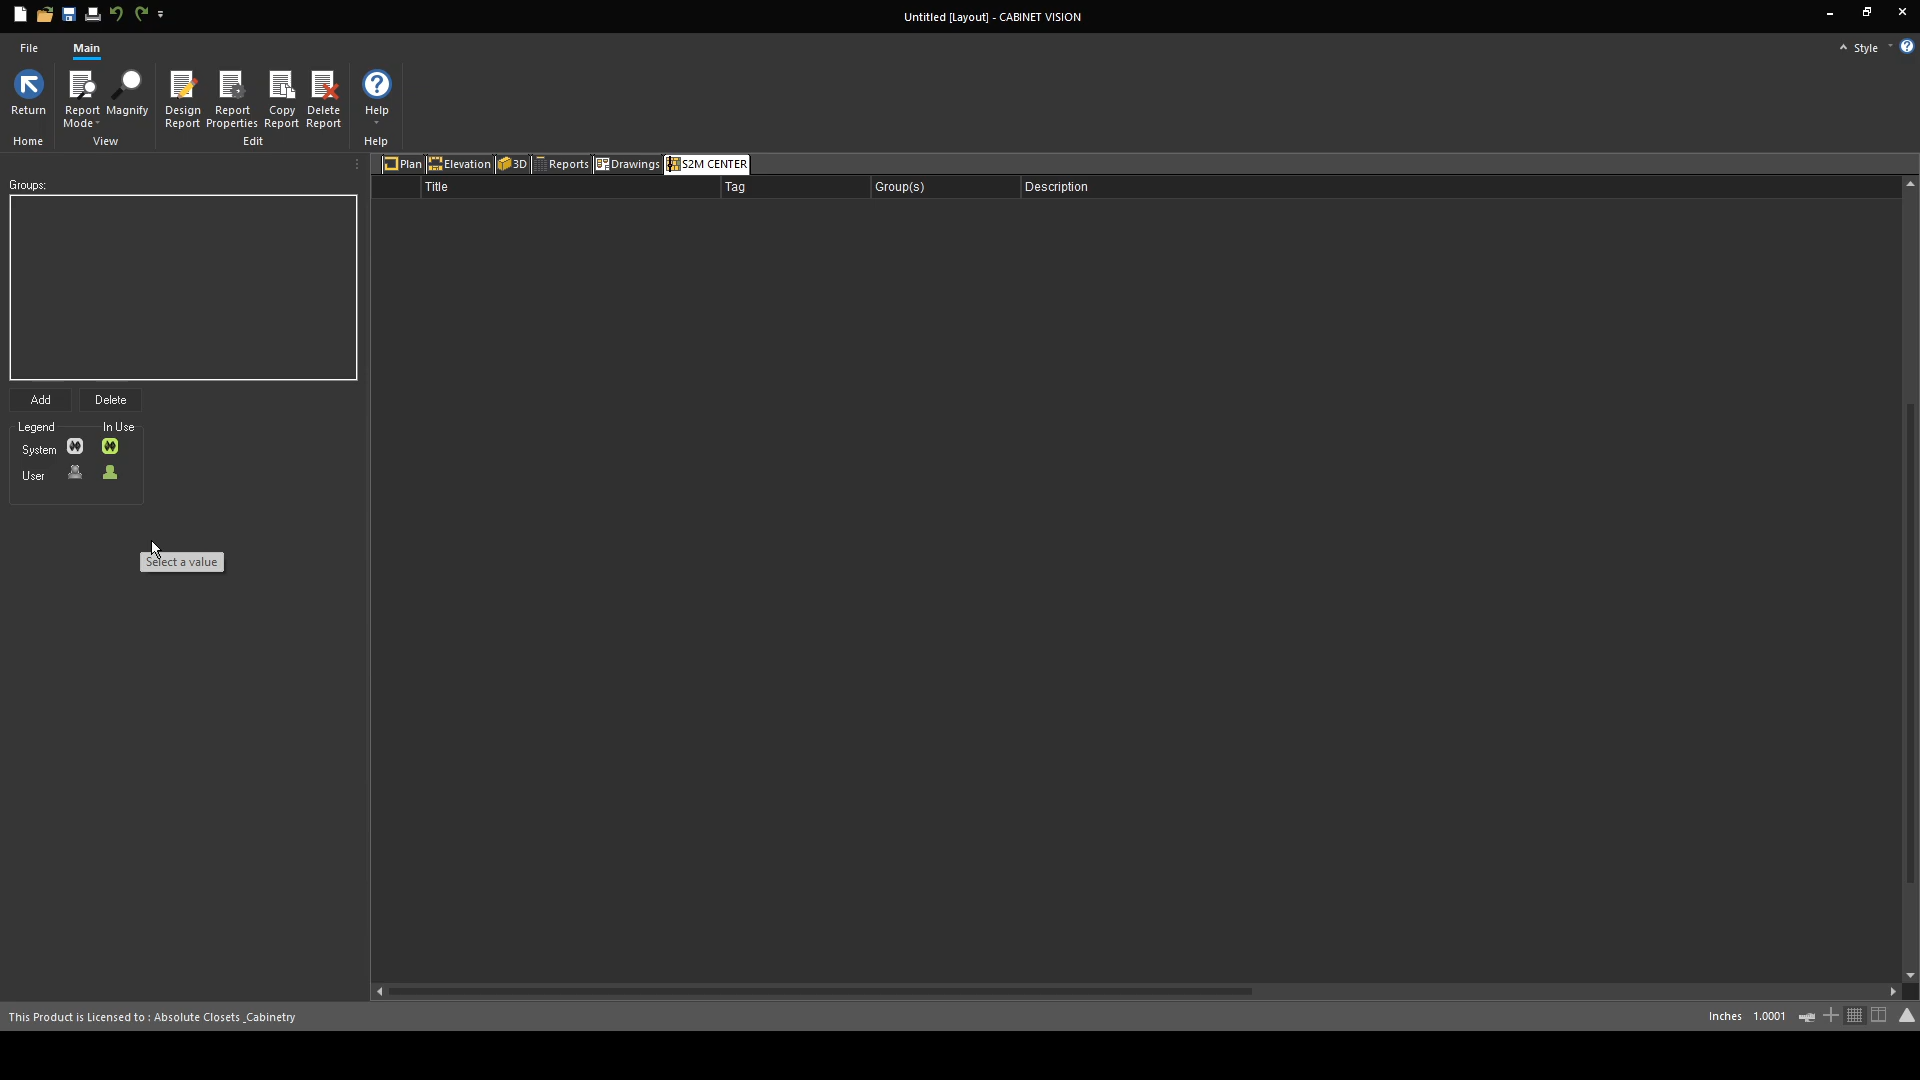 Untitled [Layout] - CABINET VISION
File
Main
Style
Return
Report Mode
Magnify
Design Report
Report Properties
Copy Report
Delete Report
Help
Home
View
Edit
Help
Groups:
Plan
Elevation
3D
Reports
Drawings
S2M CENTER
Title
Tag
Group(s)
Description
Add
Delete
Legend
In Use
System
User
Select a value
This Product is Licensed to : Absolute Closets _Cabinetry
Inches
1.0001